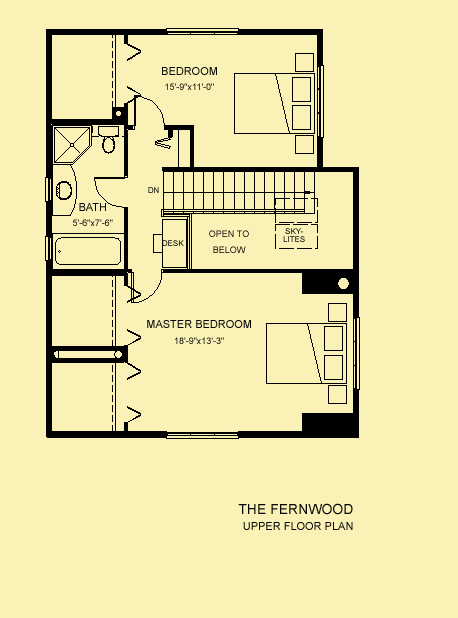 BEDROOM
15'-9"x11'-0"
DN
BATH
5'-6"x7'-6"
DESK
OPEN TO
BELOW
SKY-
LITES
MASTER BEDROOM
18'-9"x13'-3"
THE FERNWOOD
UPPER FLOOR PLAN